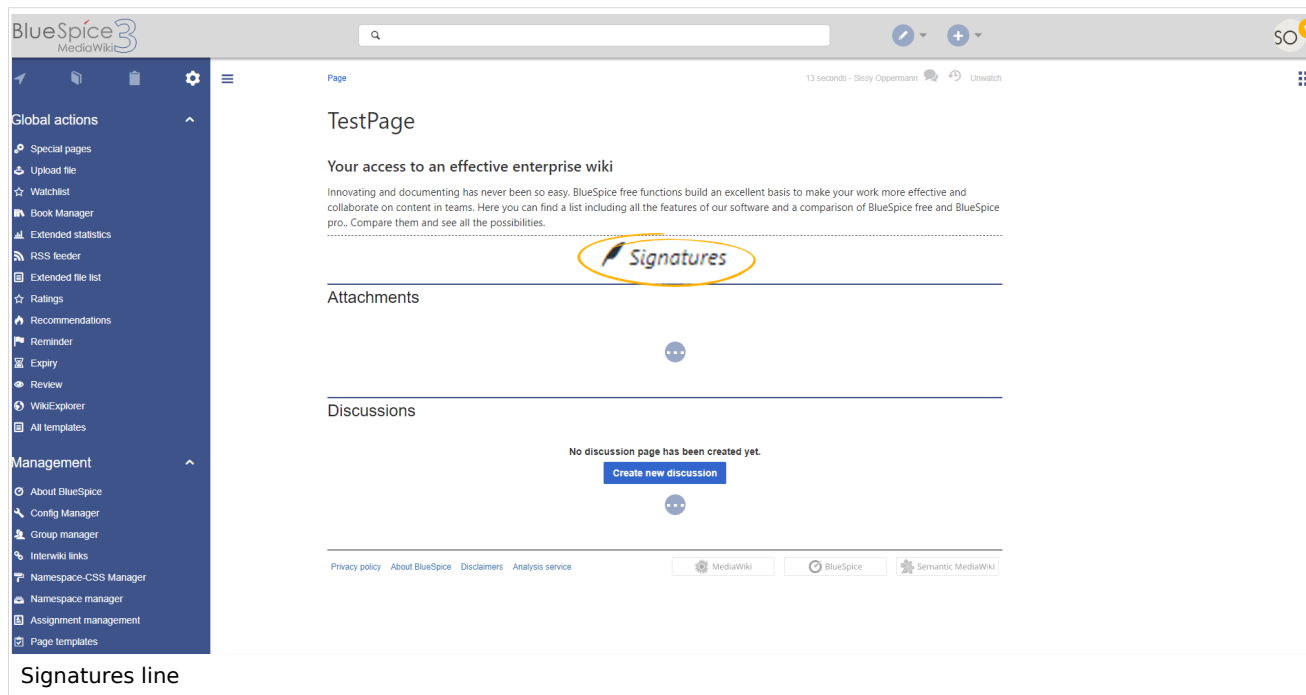 BlueSpice 3
MediaWiki
SO
Page
13 seconds - Sissy Oppermann
Unwatch
Global actions
Special pages
Upload file
Watchlist
Book Manager
Extended statistics
RSS feeder
Extended file list
Ratings
Recommendations
Reminder
Expiry
Review
WikiExplorer
All templates
Management
About BlueSpice
Config Manager
Group manager
Interwiki links
Namespace-CSS Manager
Namespace manager
Assignment management
Page templates
TestPage
Your access to an effective enterprise wiki
Innovating and documenting has never been so easy. BlueSpice free functions build an excellent basis to make your work more effective and
collaborate on content in teams. Here you can find a list including all the features of our software and a comparison of BlueSpice free and BlueSpice
pro.. Compare them and see all the possibilities.
Signatures
Attachments
Discussions
No discussion page has been created yet.
Create new discussion
Privacy policy About BlueSpice Disclaimers Analysis service
MediaWiki BlueSpice Semantic MediaWiki
Signatures line